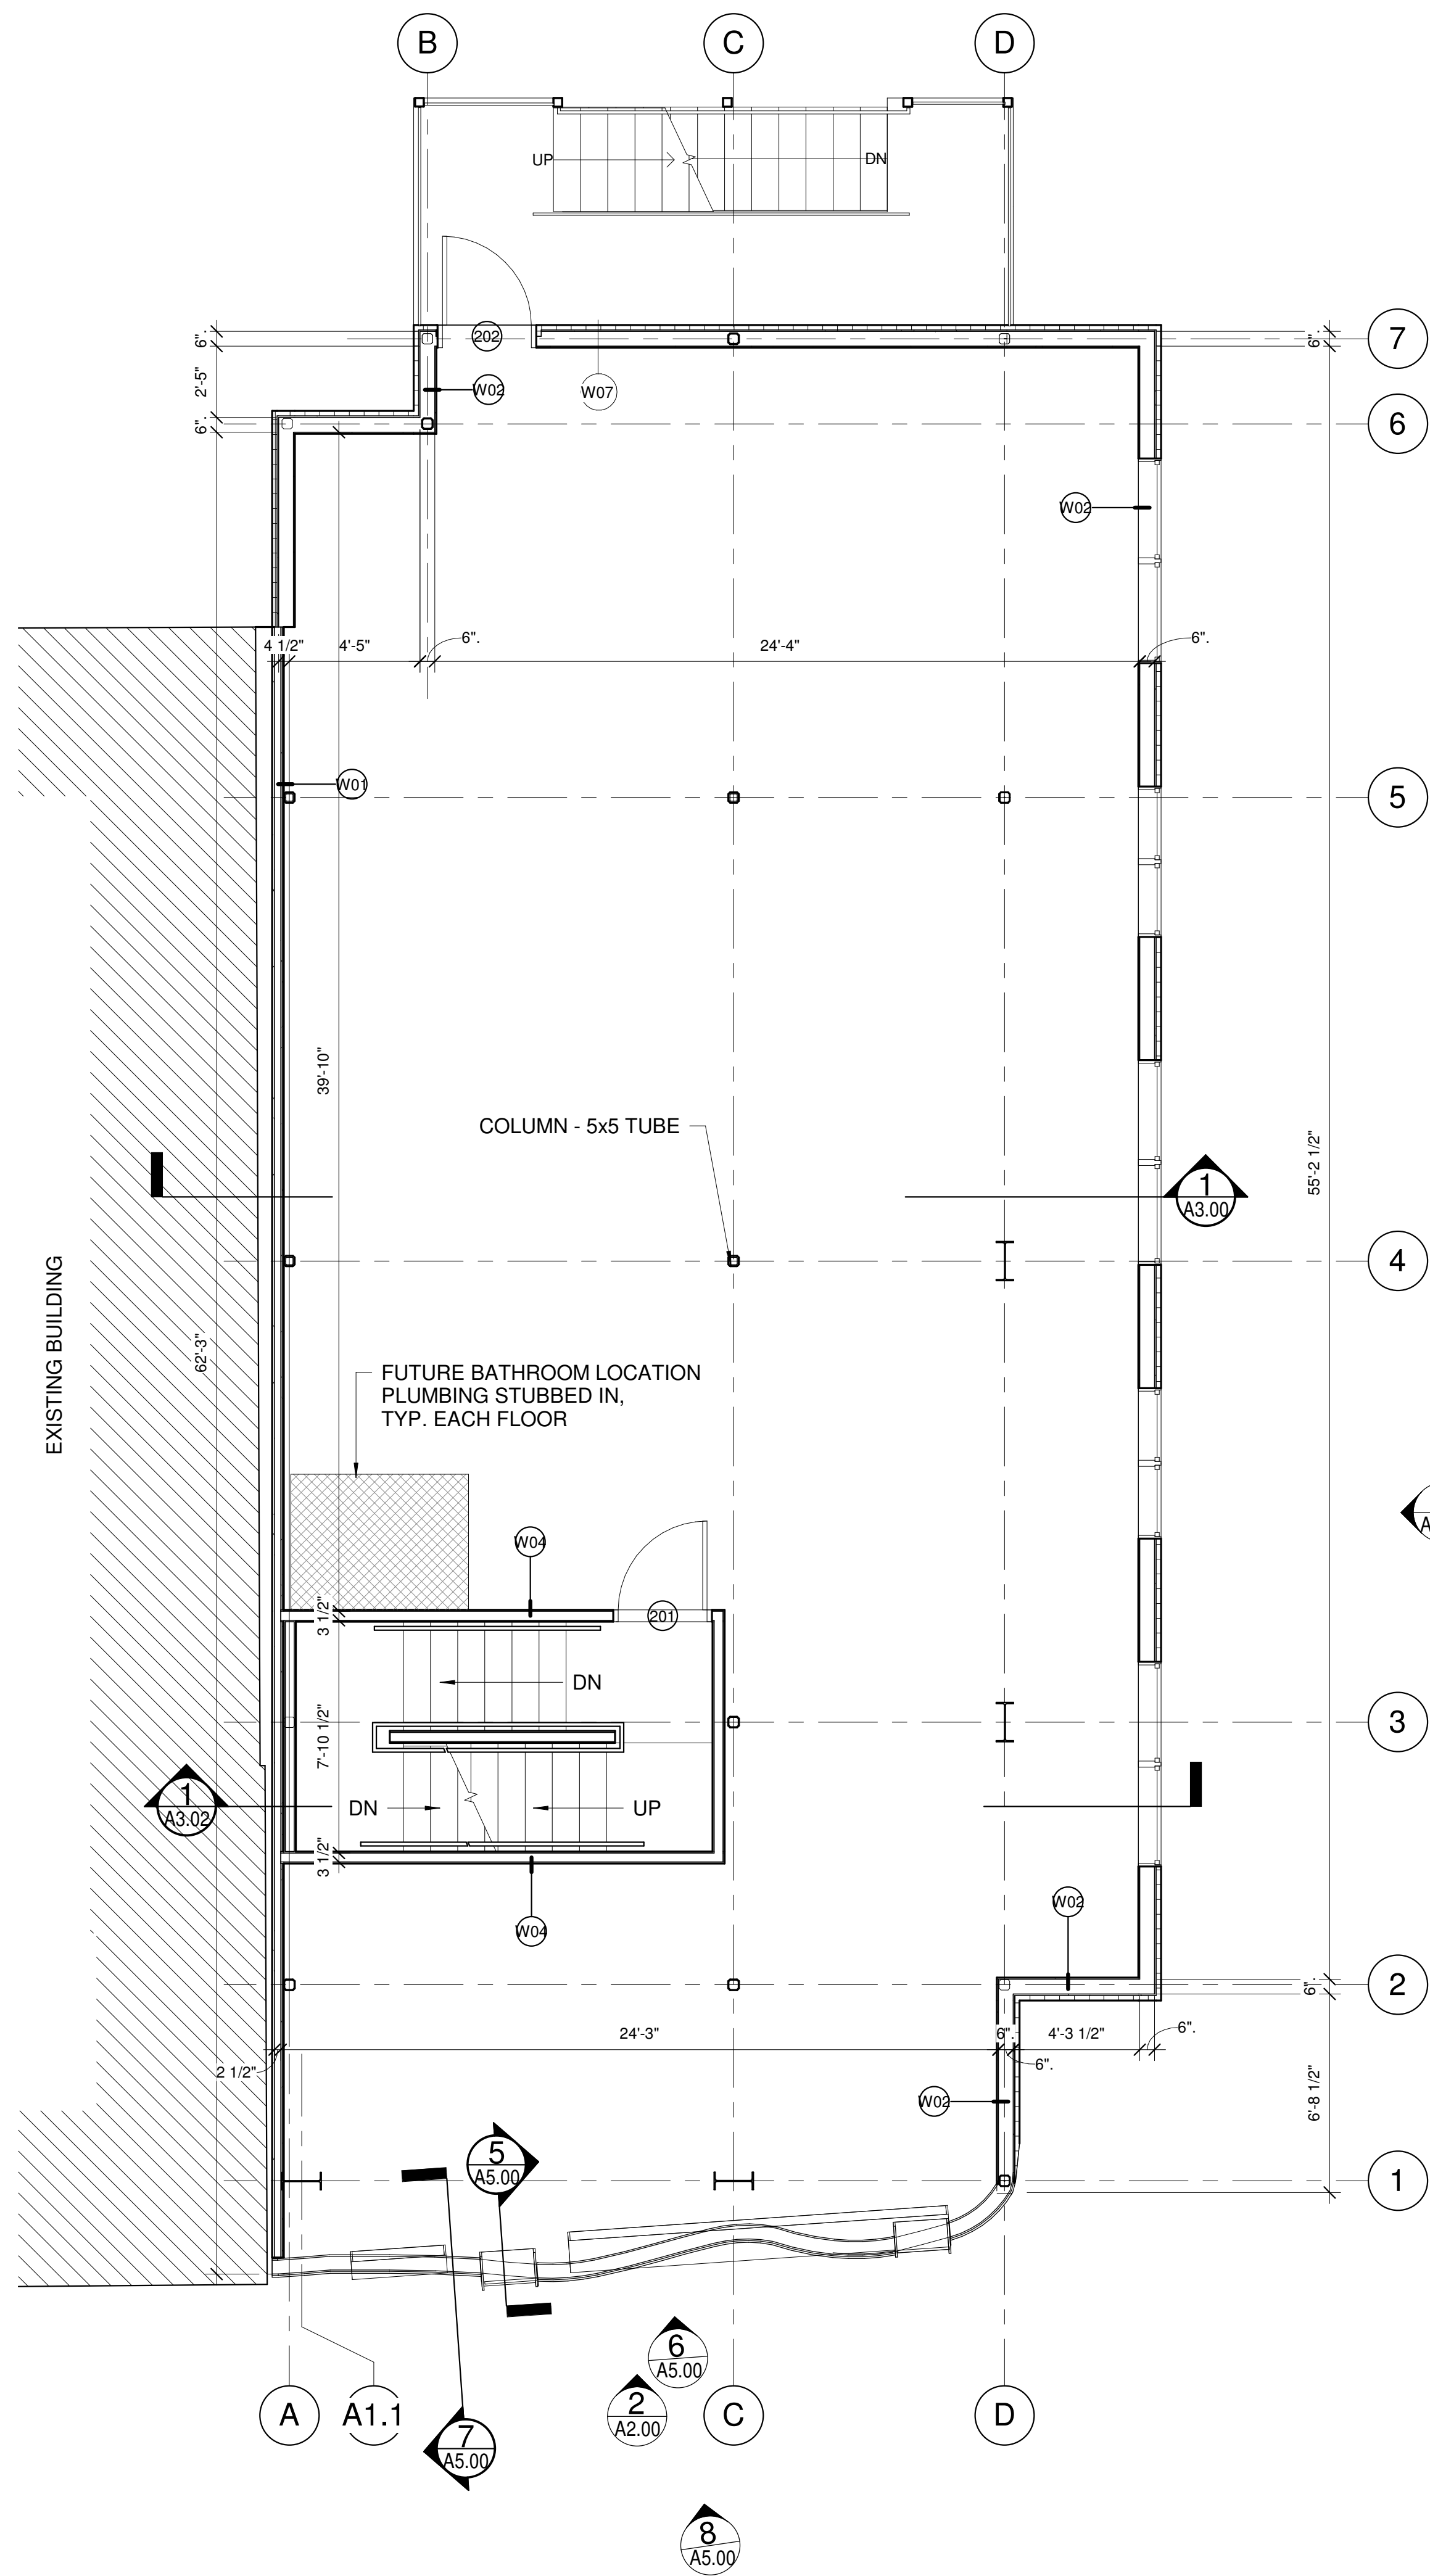 B
C
D
UP
DN
7
6".
202
6".
2'-5"
W02
W07
6".
6
W02
4 1/2"
4'-5"
6".
24'-4"
6".
W01
5
39'-10"
COLUMN - 5x5 TUBE
55'-2 1/2"
1
A3.00
4
EXISTING BUILDING
62'-3"
FUTURE BATHROOM LOCATION
PLUMBING STUBBED IN,
TYP. EACH FLOOR
A
W04
3 1/2"
201
DN
3
7'-10 1/2"
1
A3.02
DN
UP
3 1/2"
W02
W04
2
6".
24'-3"
6".
4'-3 1/2"
6".
2 1/2"
6".
6'-8 1/2"
W02
5
A5.00
1
6
A5.00
2
A2.00
A
A1.1
C
D
7
A5.00
8
A5.00